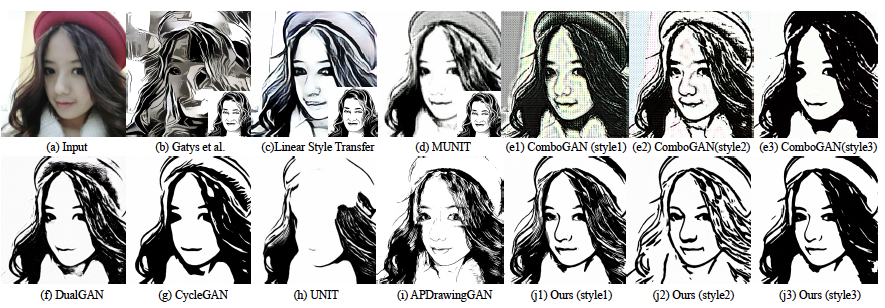 (a) Input
(b) Gatys et al.
(c)Linear Style Transfer
(d) MUNIT
(e1) ComboGAN (style1)
(e2) ComboGAN(style2)
(e3) ComboGAN(style3)
(f) DualGAN
(g) CycleGAN
(h) UNIT
(i) APDrawingGAN
(j1) Ours (style1)
(j2) Ours (style2)
(j3) Ours (style3)